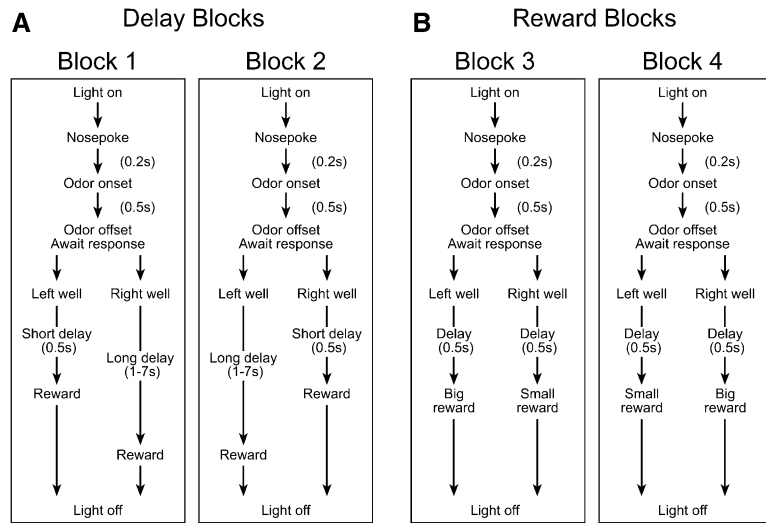 A
Delay Blocks
Block 1
Light on
Nosepoke
(0.2s)
Odor onset
(0.5s)
Odor offset
Await response
Left well
Right well
Short delay
(0.5s)
Long delay
(1-7s)
Reward
Reward
Light off
Block 2
Light on
Nosepoke
(0.2s)
Odor onset
(0.5s)
Odor offset
Await response
Left well
Right well
Short delay
(0.5s)
Long delay
(1-7s)
Reward
Reward
Light off
B
Reward Blocks
Block 3
Light on
Nosepoke
(0.2s)
Odor onset
(0.5s)
Odor offset
Await response
Left well
Right well
Delay
(0.5s)
Delay
(0.5s)
Big
reward
Small
reward
Light off
Block 4
Light on
Nosepoke
(0.2s)
Odor onset
(0.5s)
Odor offset
Await response
Left well
Right well
Delay
(0.5s)
Delay
(0.5s)
Small
reward
Big
reward
Light off